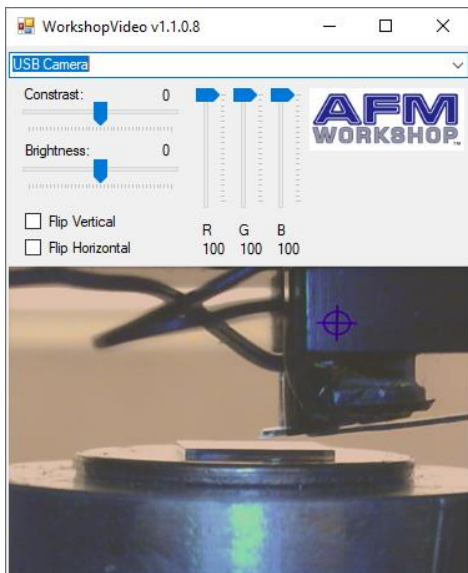 WorkshopVideo v1.1.0.8
USB Camera
Constrast: 0
Brightness: 0
Flip Vertical
Flip Horizontal
R G B
100 100 100
AFM
WORKSHOP™